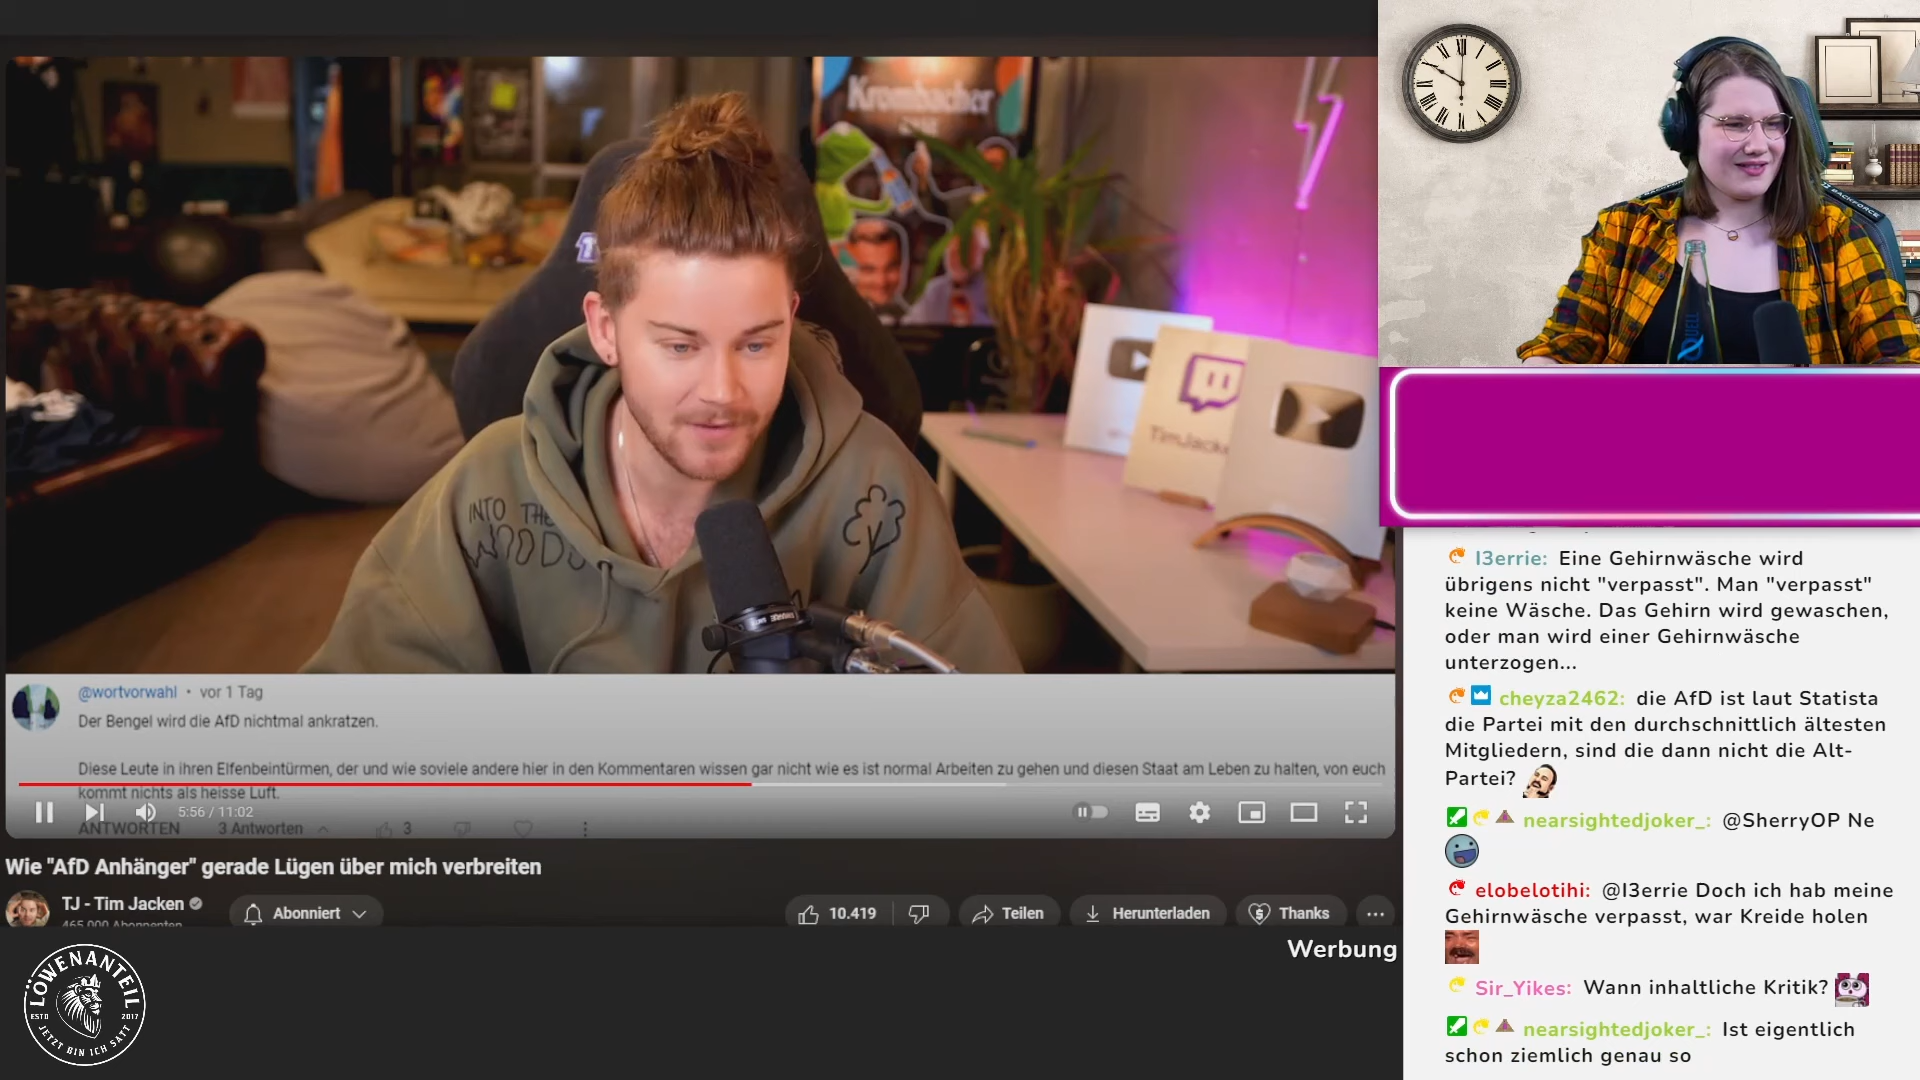 Krombacher
INTO THE
WOODS
TimJacken
BACKFORCE
QUELL
@wortvorwahl • vor 1 Tag
Der Bengel wird die AfD nichtmal ankratzen.
Diese Leute in ihren Elfenbeintürmen, der und wie soviele andere hier in den Kommentaren wissen gar nicht wie es ist normal Arbeiten zu gehen und diesen Staat am Leben zu halten, von euch
kommt nichts als heisse Luft.
5:56 / 11:02
ANTWORTEN 3 Antworten 3
Wie "AfD Anhänger" gerade Lügen über mich verbreiten
TJ - Tim Jacken
465.000 Abonnenten
Abonniert
10.419
Teilen
Herunterladen
Thanks
Werbung
LÖWENANTEIL
ESTD 2017
JETZT BIN ICH SATT
l3errie: Eine Gehirnwäsche wird
übrigens nicht "verpasst". Man "verpasst"
keine Wäsche. Das Gehirn wird gewaschen,
oder man wird einer Gehirnwäsche
unterzogen...
cheyza2462: die AfD ist laut Statista
die Partei mit den durchschnittlich ältesten
Mitgliedern, sind die dann nicht die Alt-
Partei?
nearsightedjoker_: @SherryOP Ne
elobelotihi: @l3errie Doch ich hab meine
Gehirnwäsche verpasst, war Kreide holen
Sir_Yikes: Wann inhaltliche Kritik?
nearsightedjoker_: Ist eigentlich
schon ziemlich genau so